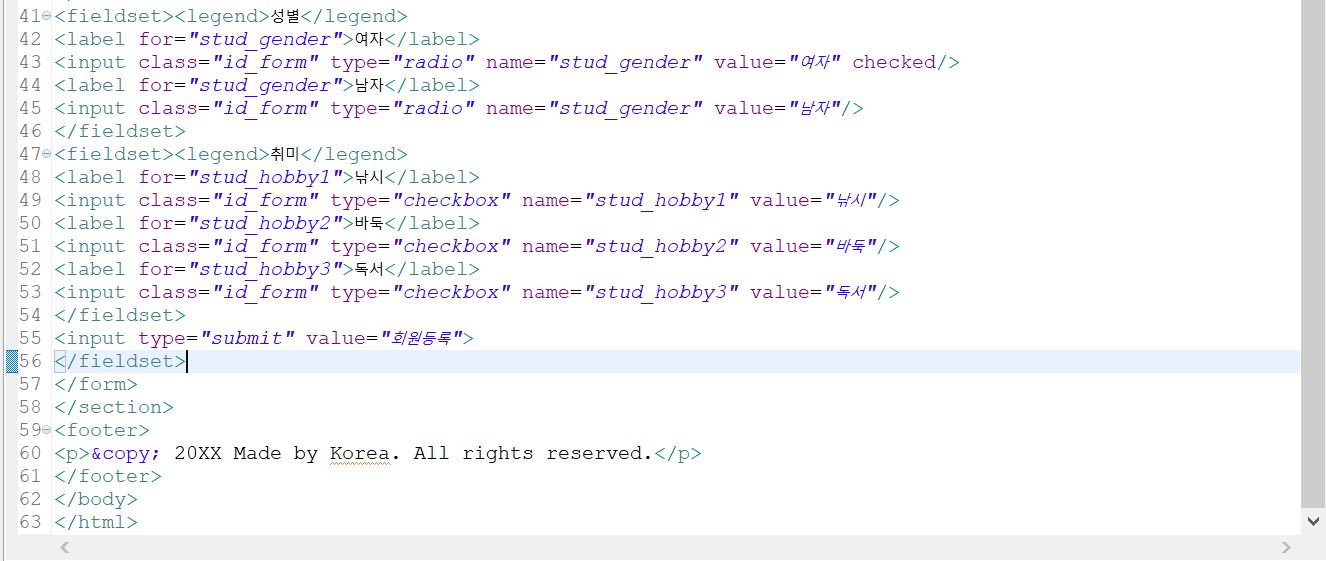 41 <fieldset><legend>성별</legend>
42 <label for="stud_gender">여자</label>
43 <input class="id_form" type="radio" name="stud_gender" value="여자" checked/>
44 <label for="stud_gender">남자</label>
45 <input class="id_form" type="radio" name="stud_gender" value="남자"/>
46 </fieldset>
47 <fieldset><legend>취미</legend>
48 <label for="stud_hobby1">낚시</label>
49 <input class="id_form" type="checkbox" name="stud_hobby1" value="낚시"/>
50 <label for="stud_hobby2">바둑</label>
51 <input class="id_form" type="checkbox" name="stud_hobby2" value="바둑"/>
52 <label for="stud_hobby3">독서</label>
53 <input class="id_form" type="checkbox" name="stud_hobby3" value="독서"/>
54 </fieldset>
55 <input type="submit" value="회원등록">
56 </fieldset>
57 </form>
58 </section>
59 <footer>
60 <p>&copy; 20XX Made by Korea. All rights reserved.</p>
61 </footer>
62 </body>
63 </html>